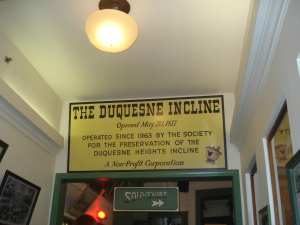 THE DUQUESNE INCLINE
Opened May 20, 1877
OPERATED SINCE 1963 BY THE SOCIETY
FOR THE PRESERVATION OF THE
DUQUESNE HEIGHTS INCLINE
A Non-Profit Corporation
SOUVENIRS